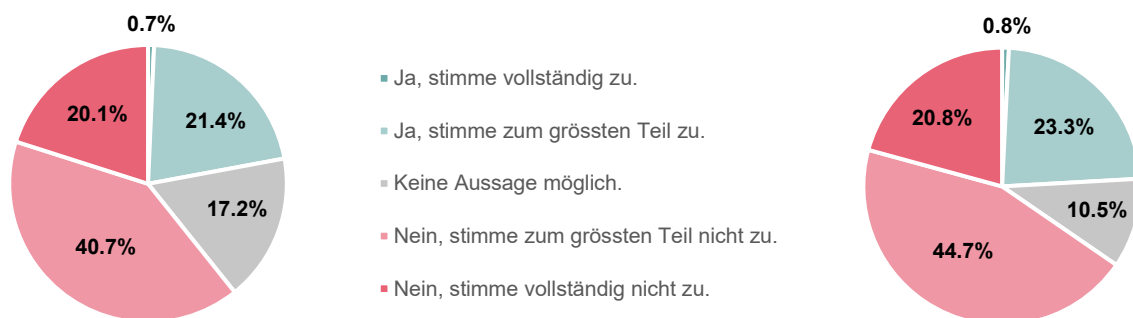 0.7%
20.1%
21.4%
17.2%
40.7%
Ja, stimme vollständig zu.
Ja, stimme zum grössten Teil zu.
Keine Aussage möglich.
Nein, stimme zum grössten Teil nicht zu.
Nein, stimme vollständig nicht zu.
0.8%
20.8%
23.3%
10.5%
44.7%